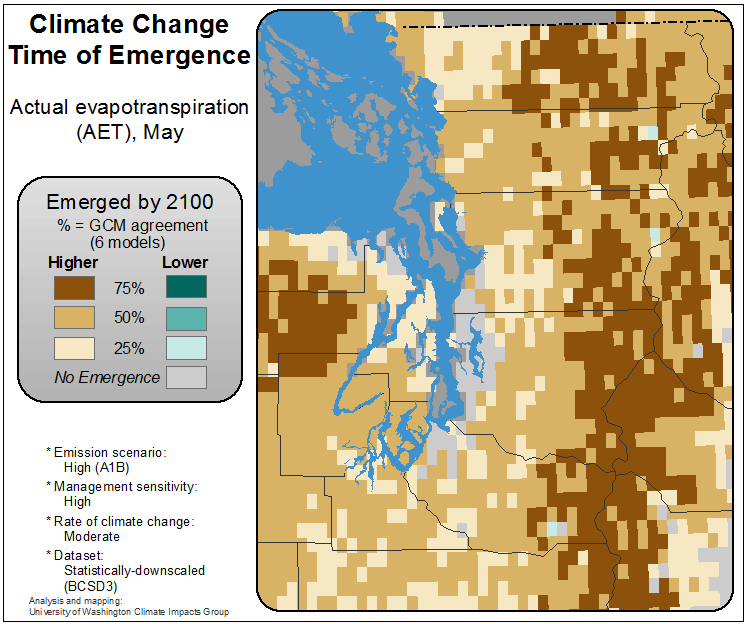 Climate Change
Time of Emergence
Actual evapotranspiration
(AET), May
Emerged by 2100
% = GCM agreement
(6 models)
Higher Lower
75%
50%
25%
No Emergence
* Emission scenario:
High (A1B)
* Management sensitivity:
High
* Rate of climate change:
Moderate
* Dataset:
Statistically-downscaled
(BCSD3)
Analysis and mapping:
University of Washington Climate Impacts Group